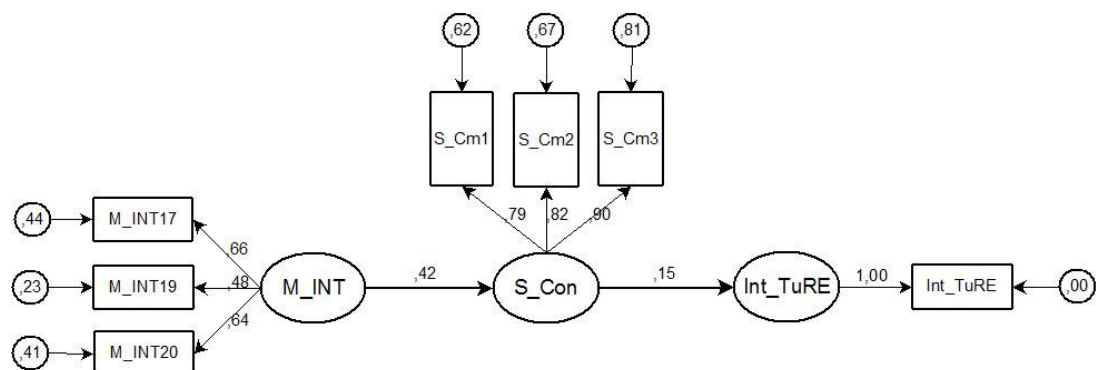 ,62
,67
,81
S_Cm1
S_Cm2
S_Cm3
,79
,82
,90
,44
M_INT17
,66
,23
M_INT19
,48
M_INT
,42
S_Con
,15
Int_TuRE
1,00
Int_TuRE
,00
,64
,41
M_INT20